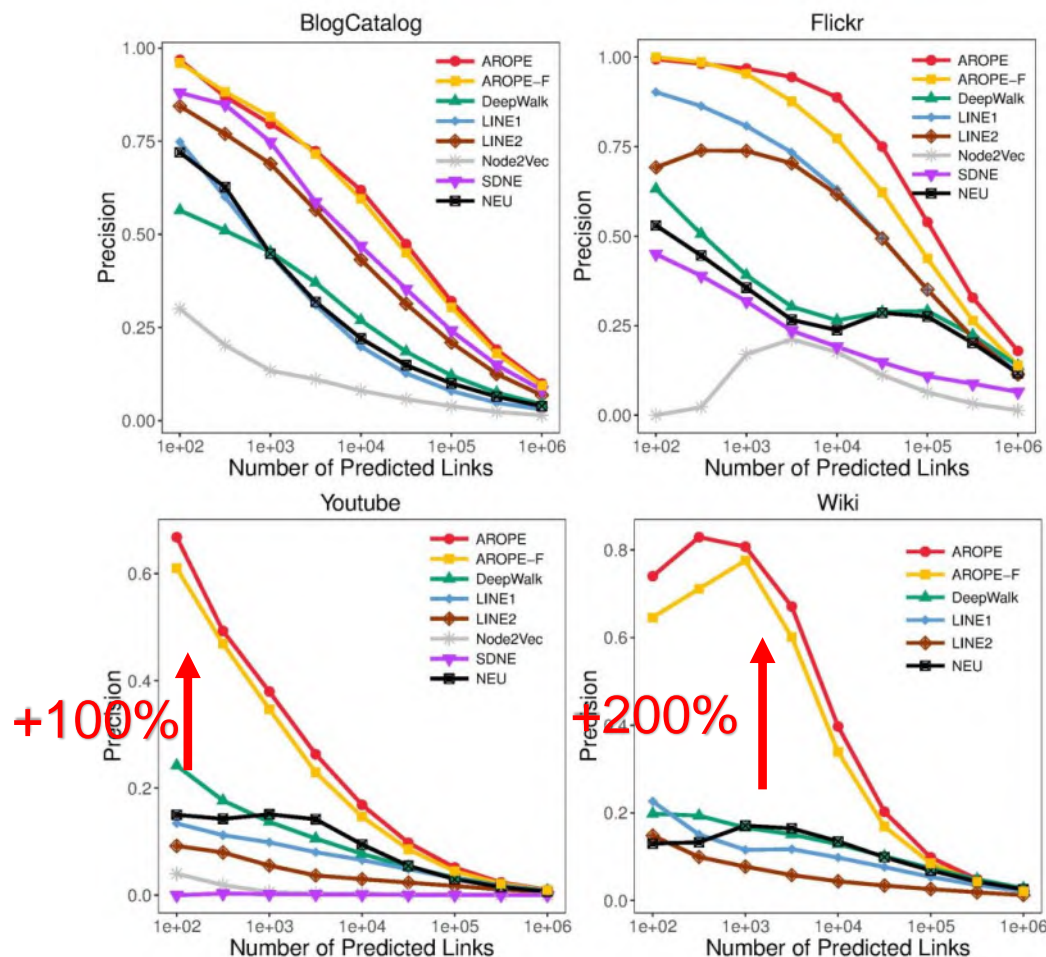 BlogCatalog
Precision
1.00
0.75
0.50
0.25
0.00
AROPE
AROPE-F
DeepWalk
LINE1
LINE2
Node2Vec
SDNE
NEU
1e+02 1e+03 1e+04 1e+05 1e+06
Number of Predicted Links
Flickr
Precision
1.00
0.75
0.50
0.25
0.00
AROPE
AROPE-F
DeepWalk
LINE1
LINE2
Node2Vec
SDNE
NEU
1e+02 1e+03 1e+04 1e+05 1e+06
Number of Predicted Links
Youtube
Precision
0.6
0.4
0.2
0.0
AROPE
AROPE-F
DeepWalk
LINE1
LINE2
Node2Vec
SDNE
NEU
+100%
1e+02 1e+03 1e+04 1e+05 1e+06
Number of Predicted Links
Wiki
Precision
0.8
0.6
0.4
0.2
0.0
AROPE
AROPE-F
DeepWalk
LINE1
LINE2
NEU
+200%
1e+02 1e+03 1e+04 1e+05 1e+06
Number of Predicted Links